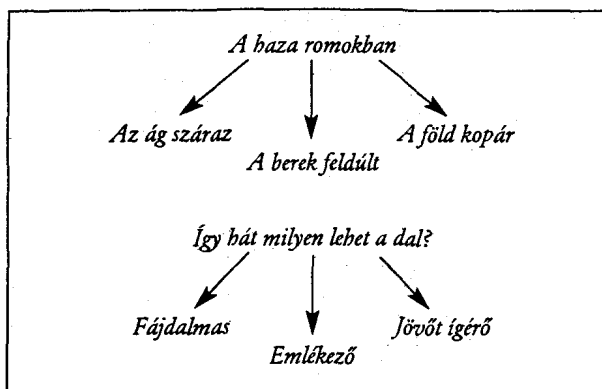 A haza romokban
Az ág száraz
A berek feldúlt
A föld kopár
Így hát milyen lehet a dal?
Fájdalmas
Emlékező
Jövőt ígérő